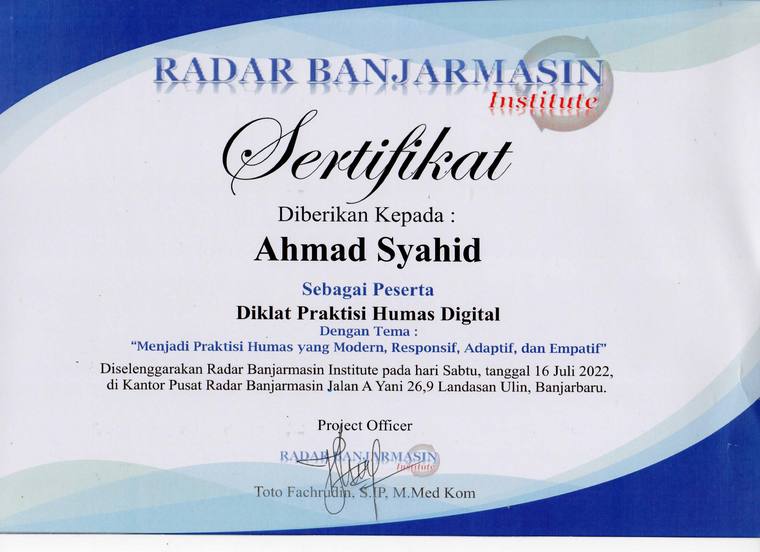 RADAR BANJARMASIN
Institute
Sertifikat
Diberikan Kepada :
Ahmad Syahid
Sebagai Peserta
Diklat Praktisi Humas Digital
Dengan Tema :
“Menjadi Praktisi Humas yang Modern, Responsif, Adaptif, dan Empatif”
Diselenggarakan Radar Banjarmasin Institute pada hari Sabtu, tanggal 16 Juli 2022,
di Kantor Pusat Radar Banjarmasin Jalan A Yani 26,9 Landasan Ulin, Banjarbaru.
Project Officer
RADAR BANJARMASIN
Institute
Toto Fachrudin, S.IP, M.Med Kom